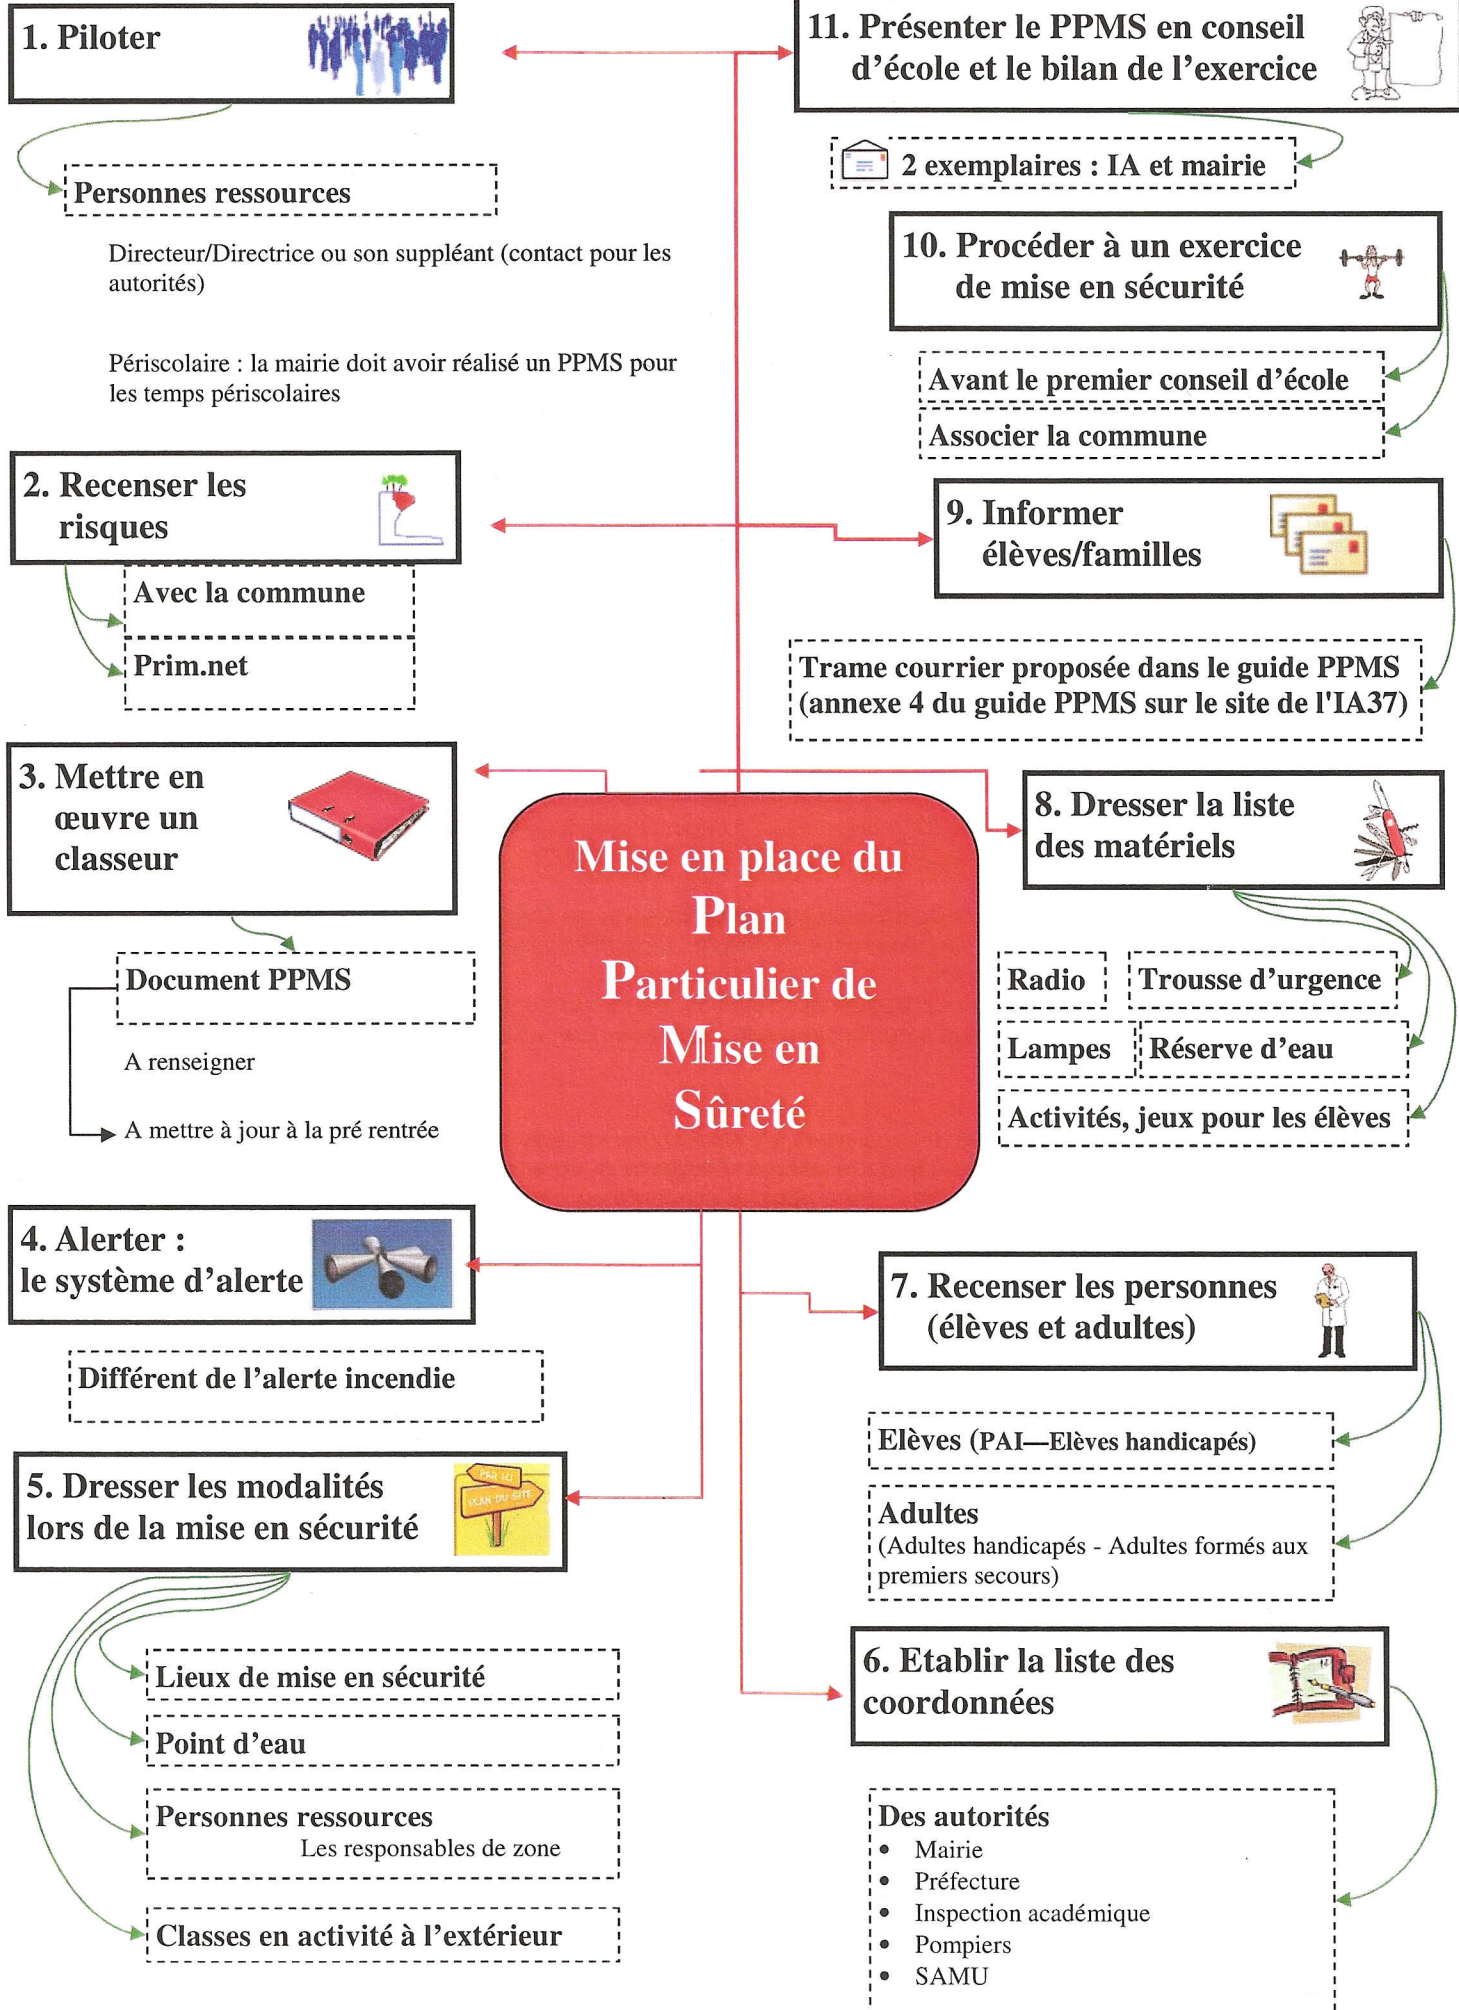 1. Piloter
Personnes ressources
Directeur/Directrice ou son suppléant (contact pour les
autorités)
Périscolaire : la mairie doit avoir réalisé un PPMS pour
les temps périscolaires
2. Recenser les
risques
Avec la commune
Prim.net
3. Mettre en
œuvre un
classeur
Document PPMS
A renseigner
A mettre à jour à la pré rentrée
4. Alerter :
le système d’alerte
Différent de l’alerte incendie
5. Dresser les modalités
lors de la mise en sécurité
PAR ICI
PLAN DU SITE
Lieux de mise en sécurité
Point d’eau
Personnes ressources
Les responsables de zone
Classes en activité à l’extérieur
Mise en place du
Plan
Particulier de
Mise en
Sûreté
11. Présenter le PPMS en conseil
d’école et le bilan de l’exercice
2 exemplaires : IA et mairie
10. Procéder à un exercice
de mise en sécurité
Avant le premier conseil d’école
Associer la commune
9. Informer
élèves/familles
Trame courrier proposée dans le guide PPMS
(annexe 4 du guide PPMS sur le site de l'IA37)
8. Dresser la liste
des matériels
Radio
Trousse d’urgence
Lampes
Réserve d’eau
Activités, jeux pour les élèves
7. Recenser les personnes
(élèves et adultes)
Elèves (PAI—Elèves handicapés)
Adultes
(Adultes handicapés - Adultes formés aux
premiers secours)
6. Etablir la liste des
coordonnées
Des autorités
• Mairie
• Préfecture
• Inspection académique
• Pompiers
• SAMU